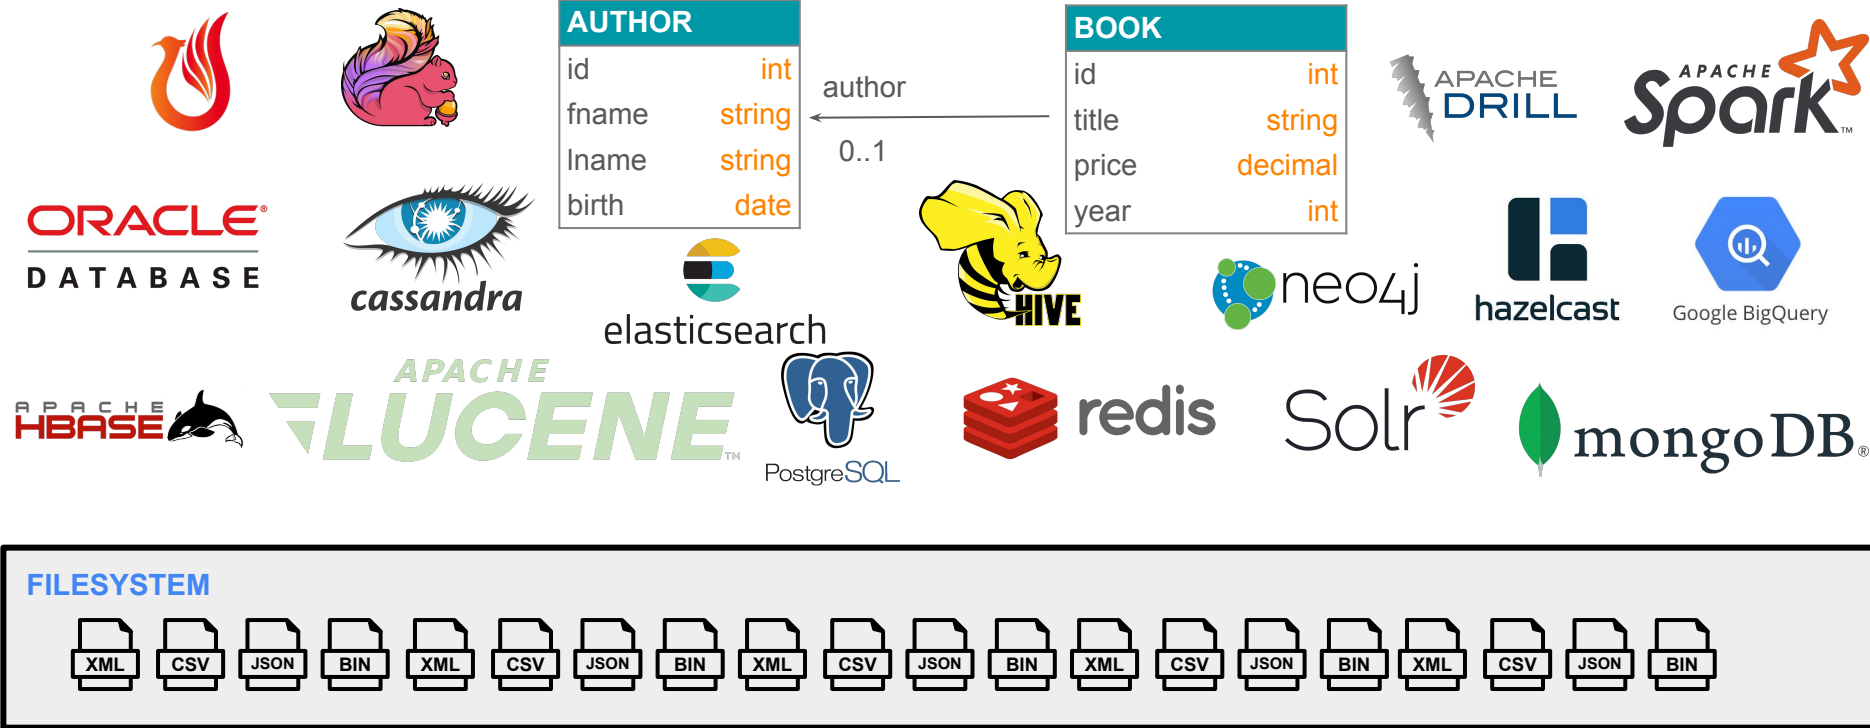 AUTHOR
id int
fname string
lname string
birth date
author
0..1
BOOK
id int
title string
price decimal
year int
APACHE
DRILL
APACHE
Spark™
ORACLE®
DATABASE
cassandra
elasticsearch
HIVE
neo4j
hazelcast
Google BigQuery
APACHE
HBASE
APACHE
LUCENE™
PostgreSQL
redis
Solr
mongoDB®
FILESYSTEM
XML CSV JSON BIN XML CSV JSON BIN XML CSV JSON BIN XML CSV JSON BIN XML CSV JSON BIN